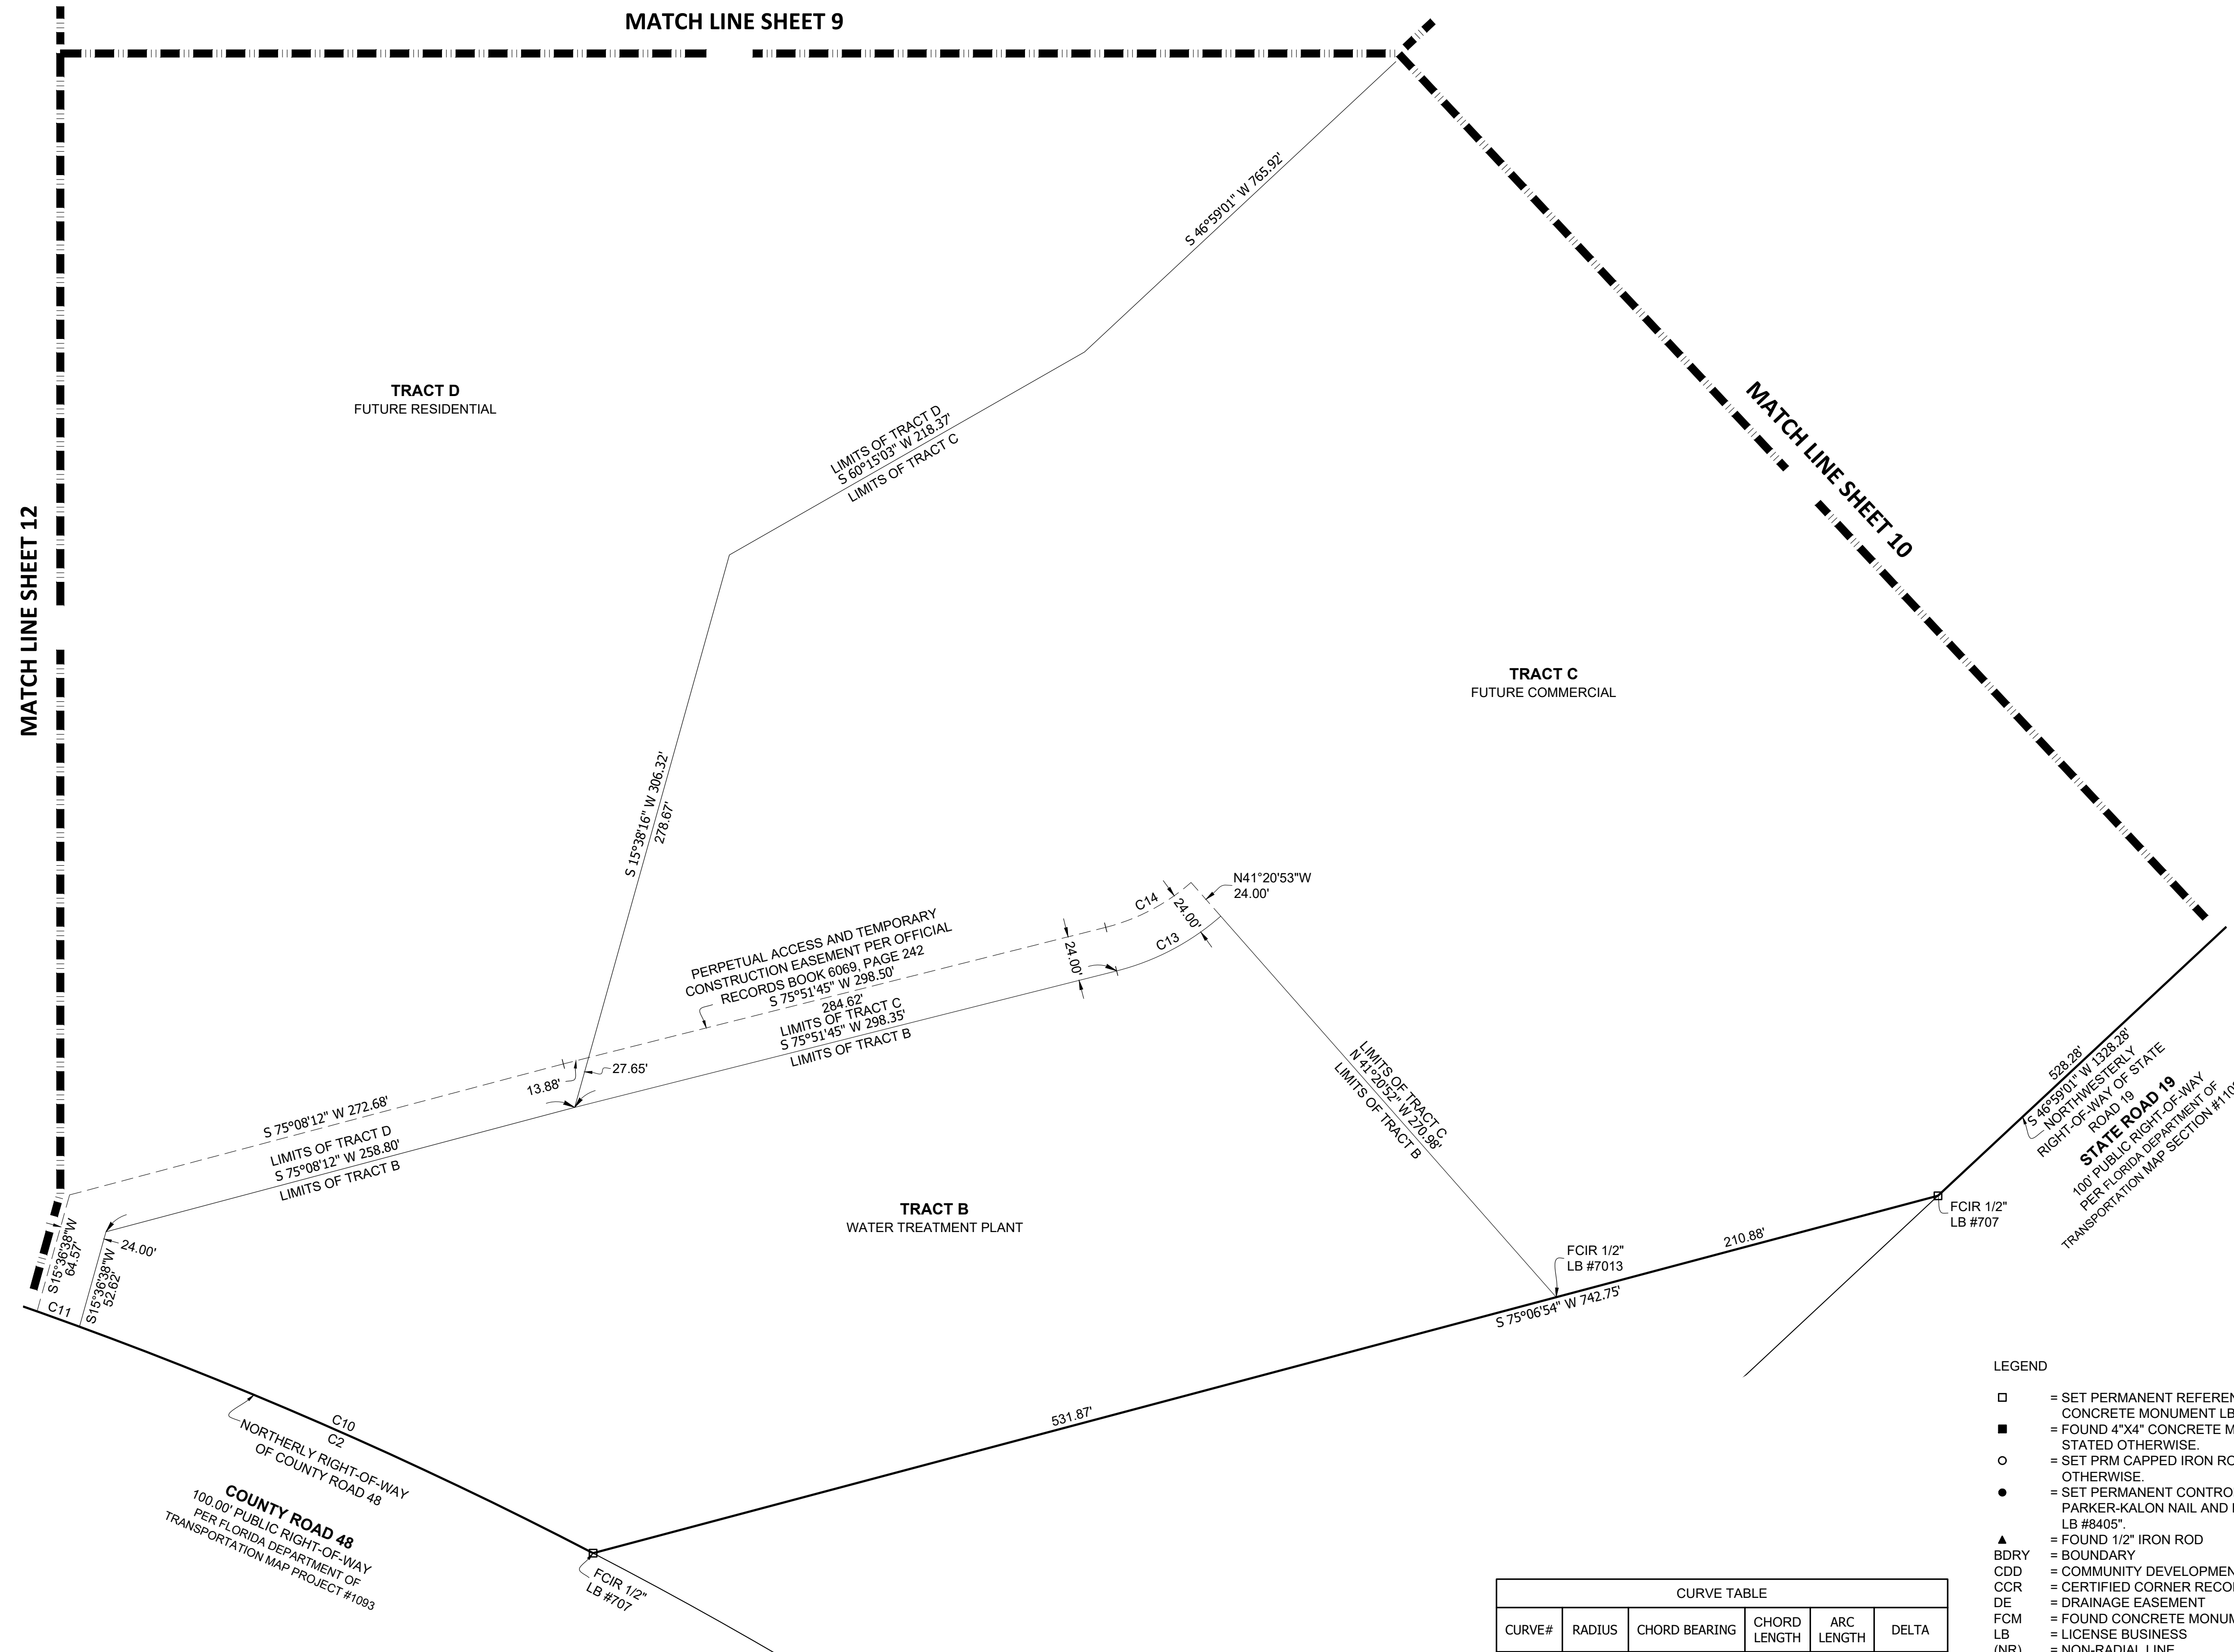 MATCH LINE SHEET 9
MATCH LINE SHEET 12
MATCH LINE SHEET 10
S 46°59'01" W 765.92'
TRACT D
FUTURE RESIDENTIAL
LIMITS OF TRACT D
S 60°15'03" W 218.37'
LIMITS OF TRACT C
TRACT C
FUTURE COMMERCIAL
S 15°38'16" W 306.32'
278.67'
N41°20'53"W
24.00'
C14
24.00'
C13
24.00'
PERPETUAL ACCESS AND TEMPORARY
CONSTRUCTION EASEMENT PER OFFICIAL
RECORDS BOOK 6069, PAGE 242
S 75°51'45" W 298.50'
284.62'
LIMITS OF TRACT C
S 75°51'45" W 298.35'
LIMITS OF TRACT B
13.88'
27.65'
S 75°08'12" W 272.68'
LIMITS OF TRACT D
S 75°08'12" W 258.80'
LIMITS OF TRACT B
LIMITS OF TRACT C
N 41°20'52" W 270.98'
LIMITS OF TRACT B
528.28'
S 46°59'01" W 1328.28'
NORTHWESTERLY
RIGHT-OF-WAY OF STATE
ROAD 19
STATE ROAD 19
100' PUBLIC RIGHT-OF-WAY
PER FLORIDA DEPARTMENT OF
TRANSPORTATION MAP SECTION
FCIR 1/2"
LB #707
TRACT B
WATER TREATMENT PLANT
S15°36'38"W
64.57'
S15°36'38"W
52.62'
24.00'
C11
FCIR 1/2"
LB #7013
210.88'
S 75°06'54" W 742.75'
531.87'
C10
C2
NORTHERLY RIGHT-OF-WAY
OF COUNTY ROAD 48
COUNTY ROAD 48
100.00' PUBLIC RIGHT-OF-WAY
PER FLORIDA DEPARTMENT OF
TRANSPORTATION MAP PROJECT #1093
FCIR 1/2"
LB #707
LEGEND
= SET PERMANENT
CONCRETE MONUMENT LB
= FOUND 4"X4" CONCRETE
STATED OTHERWISE.
= SET PRM CAPPED IRON
OTHERWISE.
= SET PERMANENT
PARKER-KALON NAIL AND
LB #8405".
= FOUND 1/2" IRON ROD
BDRY = BOUNDARY
CDD = COMMUNITY
CCR = CERTIFIED CORNER
DE = DRAINAGE EASEMENT
FCM = FOUND CONCRETE
LB = LICENSE BUSINESS
(NR) = NON-RADIAL LINE
CURVE TABLE
CURVE# RADIUS CHORD BEARING CHORD LENGTH ARC LENGTH DELTA